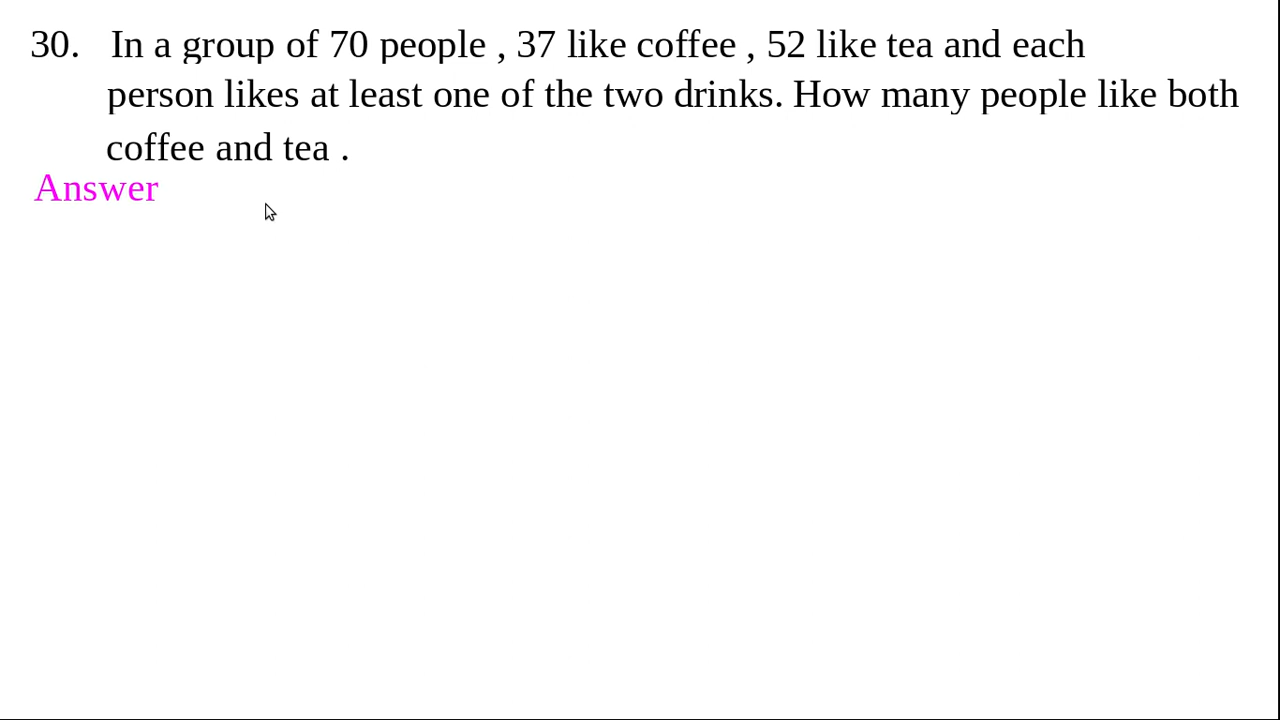 30. In a group of 70 people , 37 like coffee , 52 like tea and each
person likes at least one of the two drinks. How many people like both
coffee and tea .
Answer